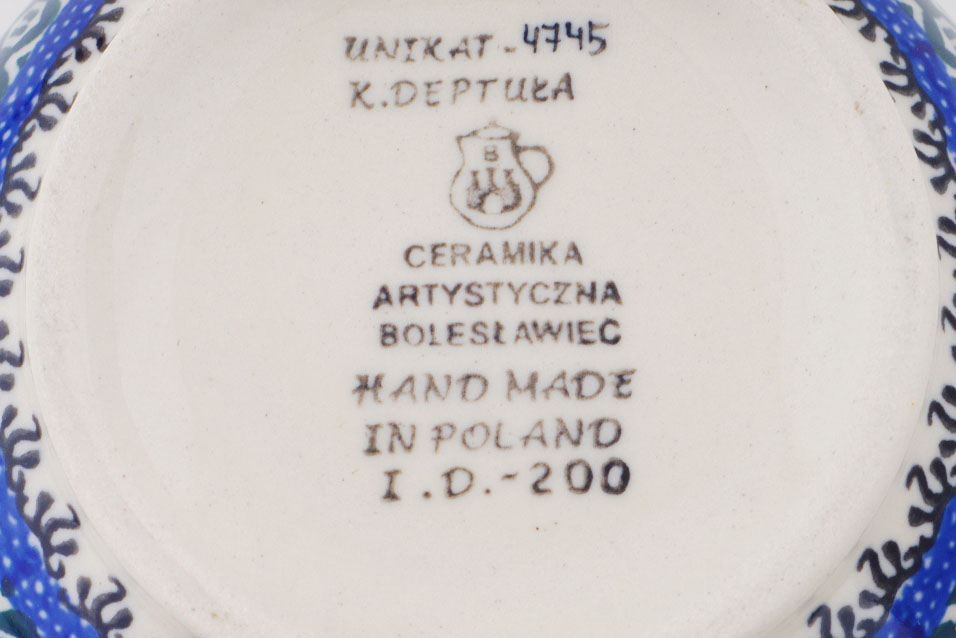 UNIKAT - 4745
K. DEPTUŁA
B
CERAMIKA
ARTYSTYCZNA
BOLESŁAWIEC
HAND MADE
IN POLAND
I.D.-200